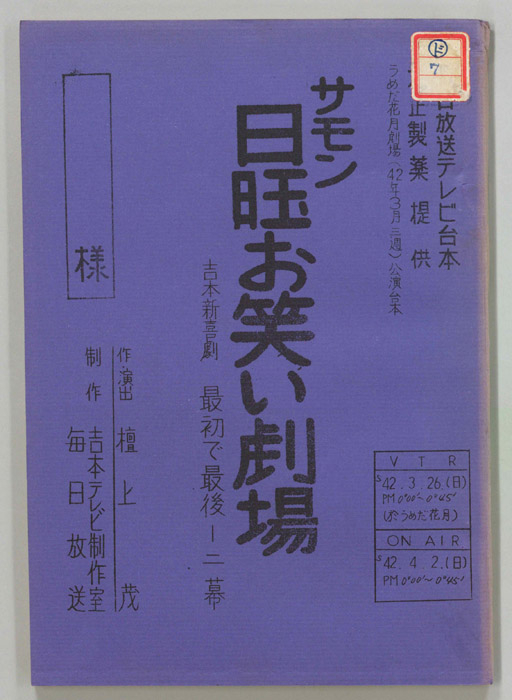 ド
7
日放送テレビ台本
正製薬提供
うめだ花月劇場(42年3月三週)公演台本
サモン
日旺お笑い劇場
吉本新喜劇 最初で最後ー二幕
作・演出 檀上茂
制作 吉本テレビ制作室
毎日放送
様
VTR
S42.3.26.(日)
PM 0°00'~0°45'
(於うめだ花月)
ON AIR
S42.4.2.(日)
PM 0°00'~0°45'